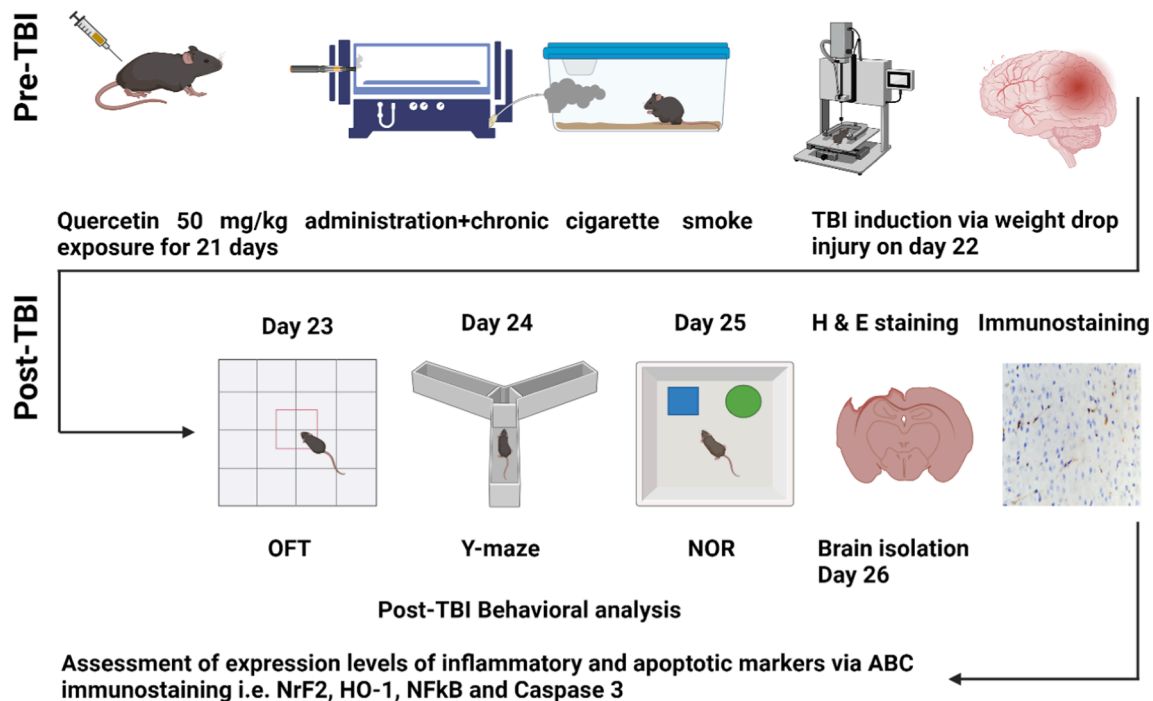 Pre-TBI
Quercetin 50 mg/kg administration+chronic cigarette smoke
exposure for 21 days
TBI induction via weight drop
injury on day 22
Post-TBI
Day 23
Day 24
Day 25
H & E staining
Immunostaining
OFT
Y-maze
NOR
Brain isolation
Day 26
Post-TBI Behavioral analysis
Assessment of expression levels of inflammatory and apoptotic markers via ABC
immunostaining i.e. NrF2, HO-1, NFkB and Caspase 3